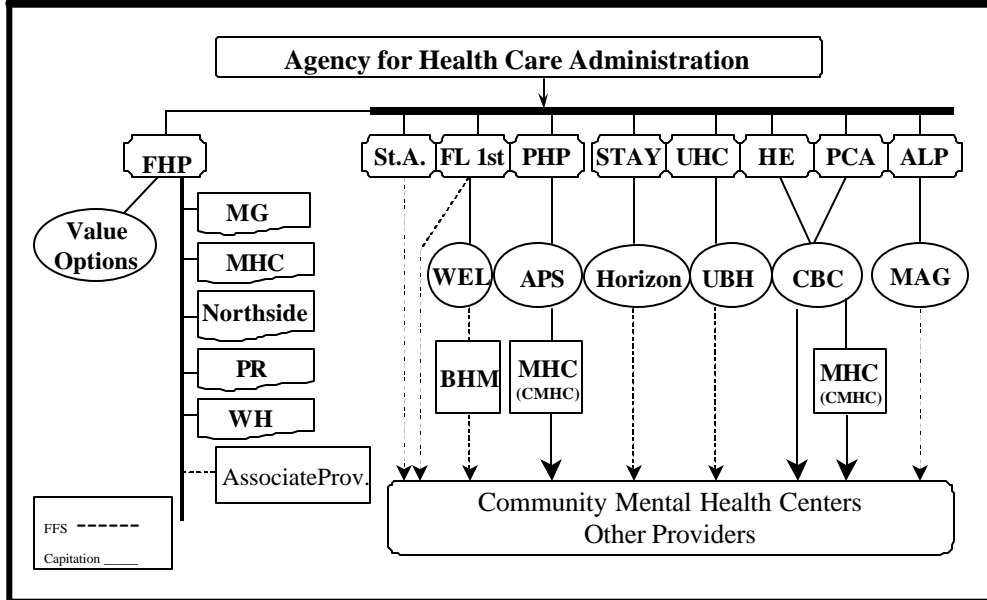 Agency for Health Care Administration
FHP
St.A.
FL 1st
PHP
STAY
UHC
HE
PCA
ALP
Value
Options
MG
MHC
Northside
PR
WH
AssociateProv.
WEL
APS
Horizon
UBH
CBC
MAG
BHM
MHC
(CMHC)
MHC
(CMHC)
Community Mental Health Centers
Other Providers
FFS -------
Capitation _____